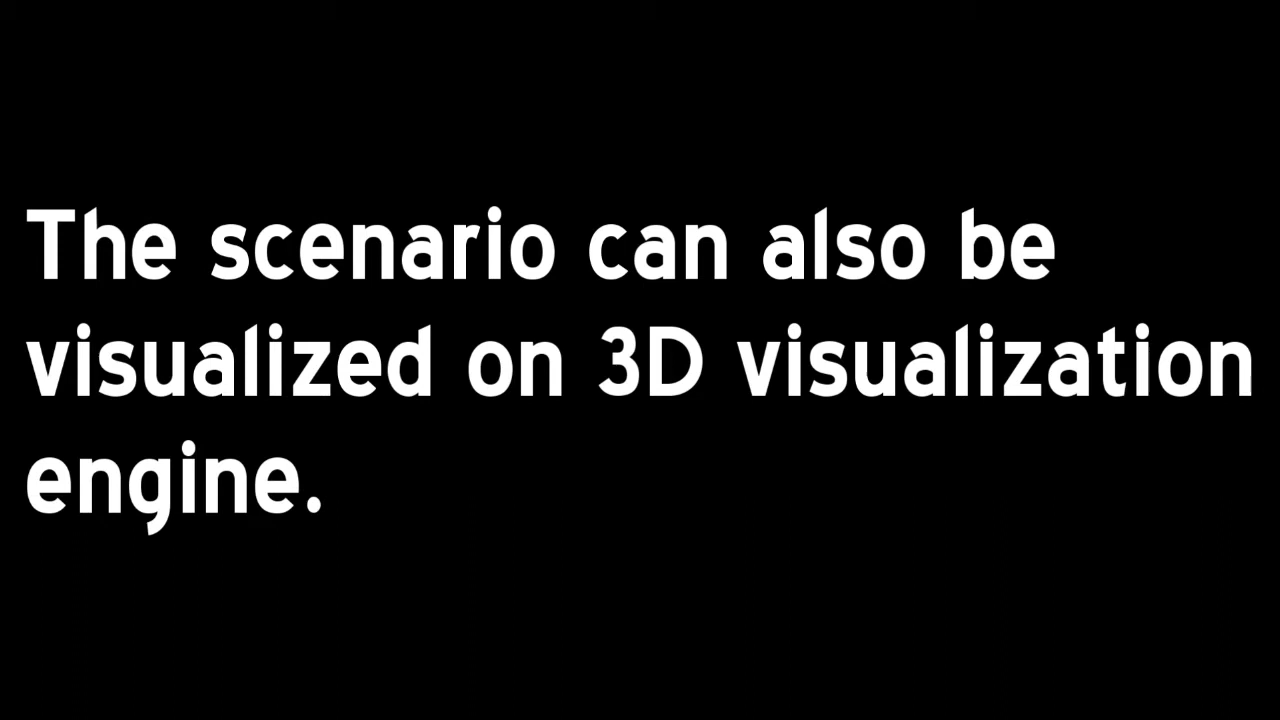 The scenario can also be
visualized on 3D visualization
engine.